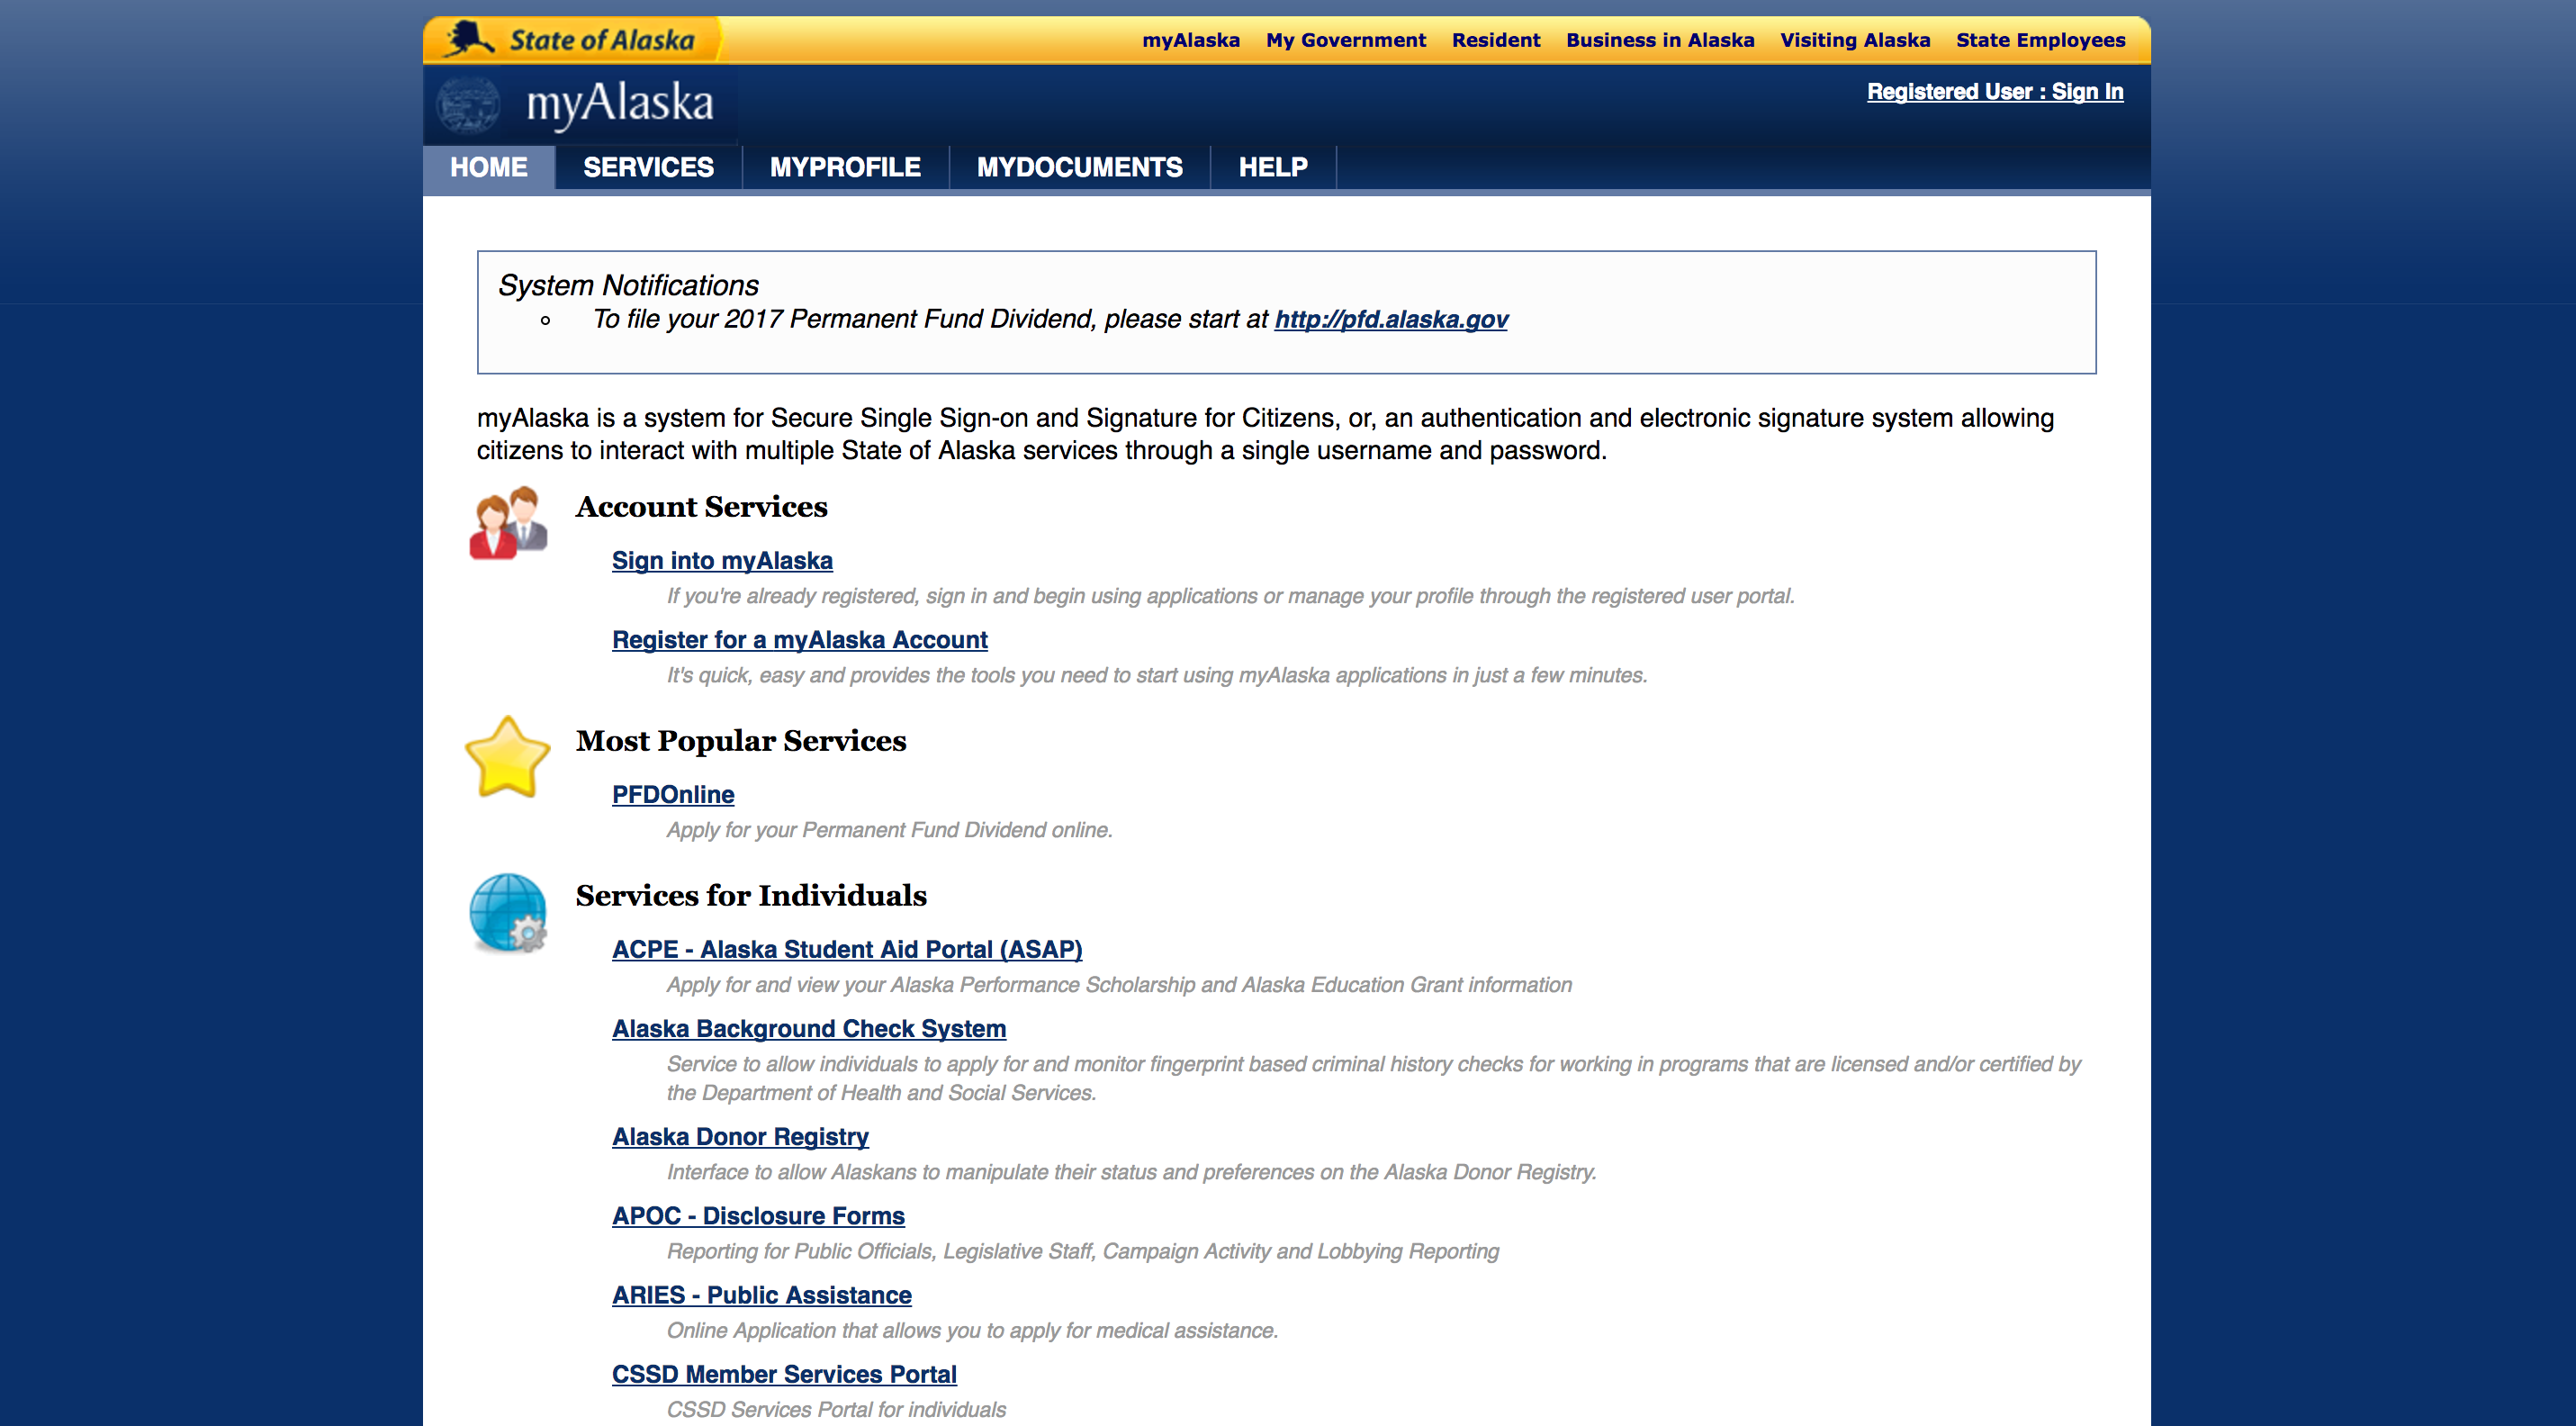 State of Alaska
myAlaska My Government Resident Business in Alaska Visiting Alaska State Employees
myAlaska
Registered User : Sign In
HOME SERVICES MYPROFILE MYDOCUMENTS HELP
System Notifications
To file your 2017 Permanent Fund Dividend, please start at http://pfd.alaska.gov
myAlaska is a system for Secure Single Sign-on and Signature for Citizens, or, an authentication and electronic signature system allowing
citizens to interact with multiple State of Alaska services through a single username and password.
Account Services
Sign into myAlaska
If you're already registered, sign in and begin using applications or manage your profile through the registered user portal.
Register for a myAlaska Account
It's quick, easy and provides the tools you need to start using myAlaska applications in just a few minutes.
Most Popular Services
PFDOnline
Apply for your Permanent Fund Dividend online.
Services for Individuals
ACPE - Alaska Student Aid Portal (ASAP)
Apply for and view your Alaska Performance Scholarship and Alaska Education Grant information
Alaska Background Check System
Service to allow individuals to apply for and monitor fingerprint based criminal history checks for working in programs that are licensed and/or certified by
the Department of Health and Social Services.
Alaska Donor Registry
Interface to allow Alaskans to manipulate their status and preferences on the Alaska Donor Registry.
APOC - Disclosure Forms
Reporting for Public Officials, Legislative Staff, Campaign Activity and Lobbying Reporting
ARIES - Public Assistance
Online Application that allows you to apply for medical assistance.
CSSD Member Services Portal
CSSD Services Portal for individuals